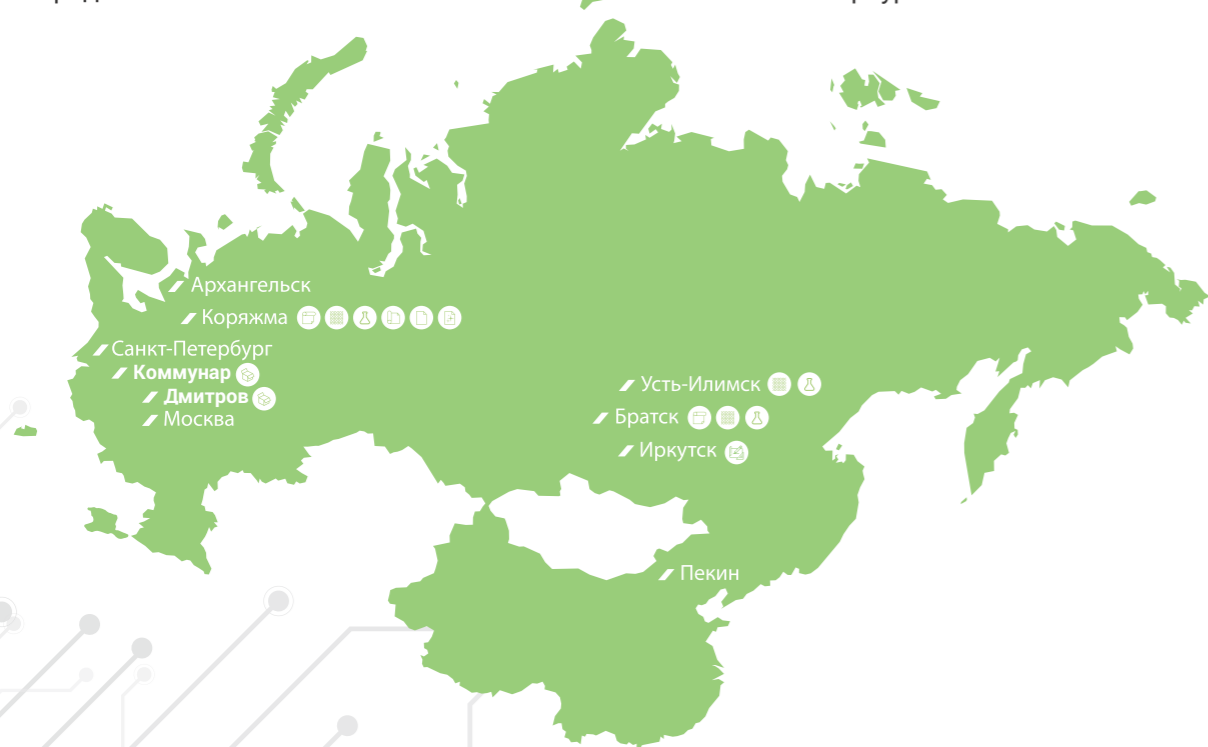 Архангельск
Коряжма
Санкт-Петербург
Коммунар
Дмитров
Москва
Усть-Илимск
Братск
Иркутск
Пекин